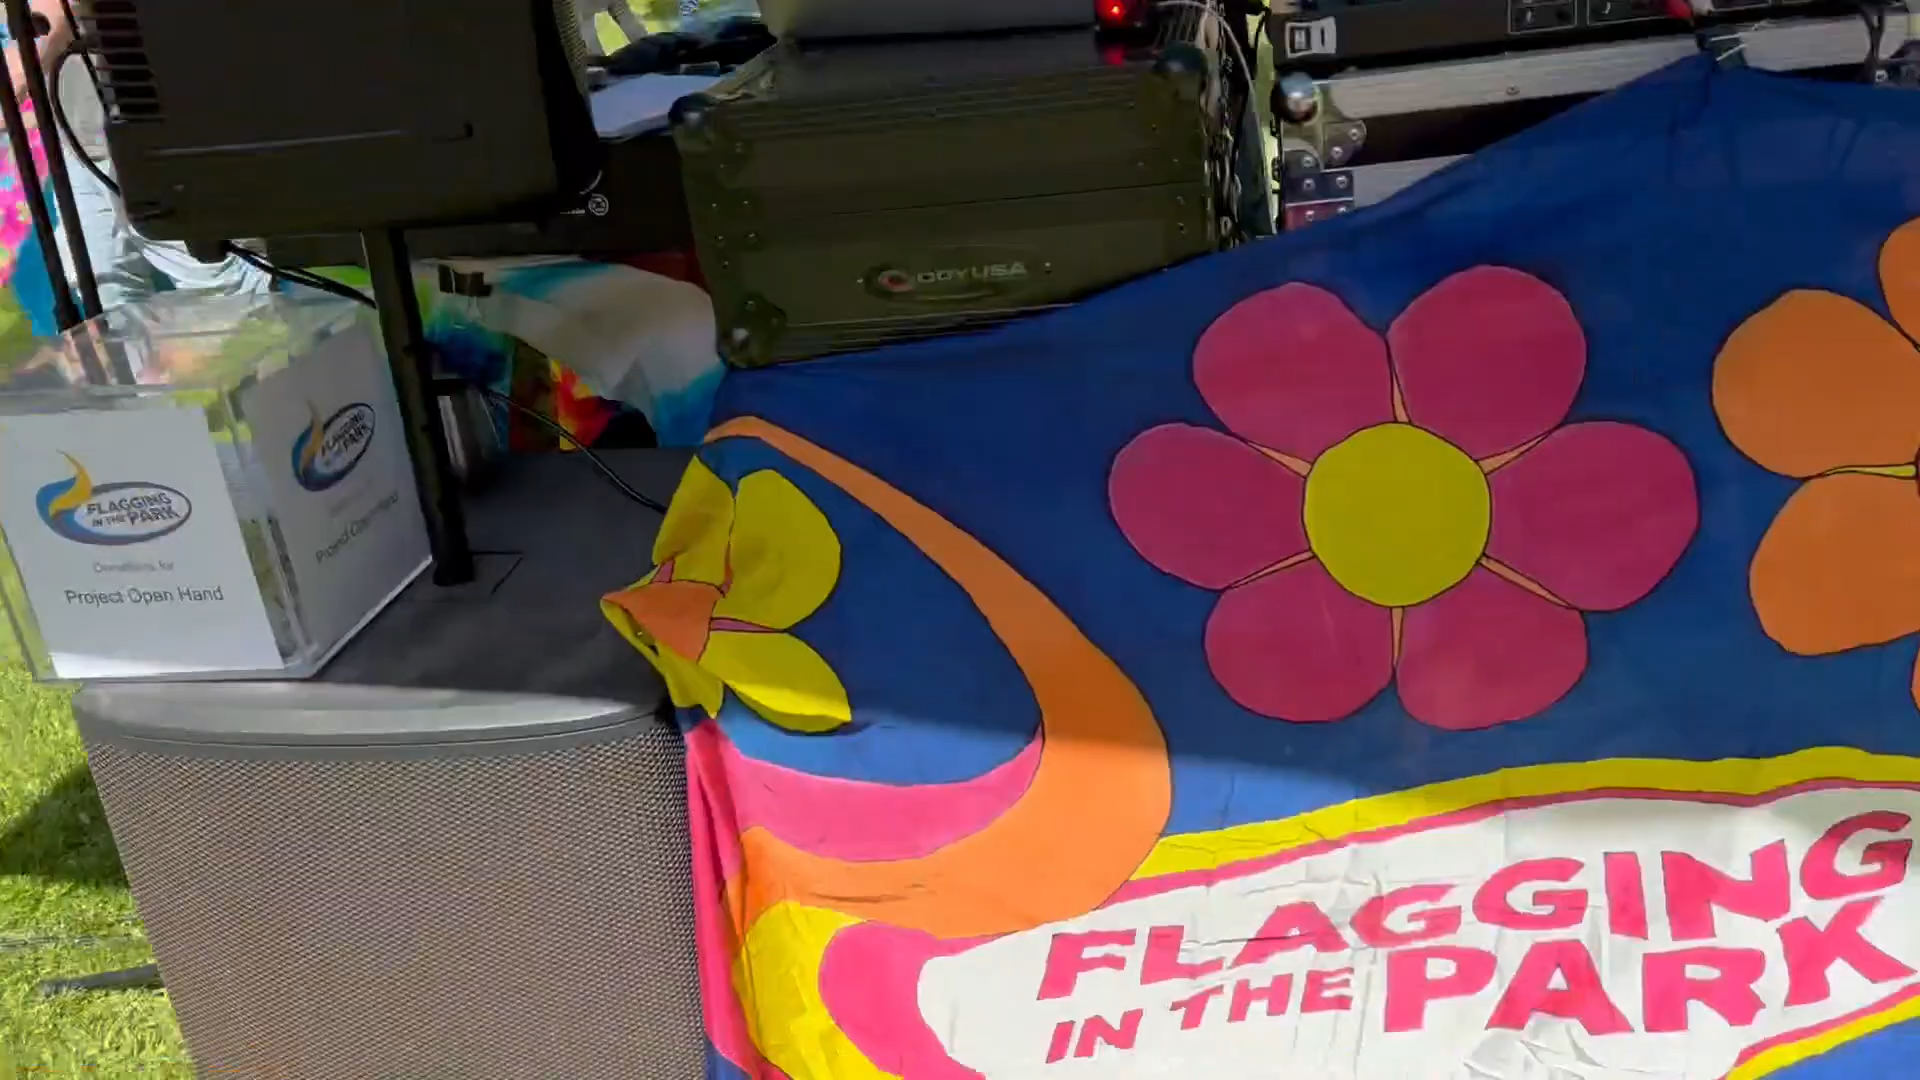 ODYUSA
FLAGGING
IN THE PARK
FLAGGING
IN THE PARK
Donations for
Project Open Hand
Project Open Hand
FLAGGING
IN THE PARK